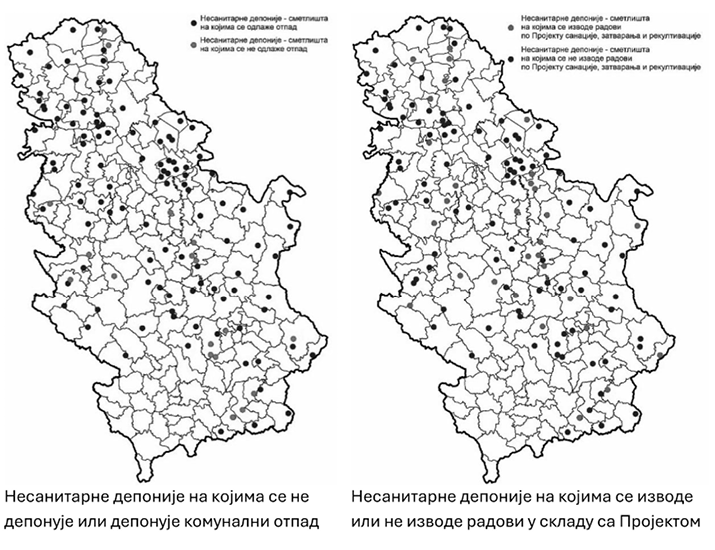 Несанитарне депоније - сметлишта
на којима се одлаже отпад
Несанитарне депоније - сметлишта
на којима се не одлаже отпад
Несанитарне депоније - сметлишта
на којима се изводе радови
по Пројекту санације, затварања и рекултивације
Несанитарне депоније - сметлишта
на којима се не изводе радови
по Пројекту санације, затварања и рекултивације
Несанитарне депоније на којима се не
депонује или депонује комунални отпад
Несанитарне депоније на којима се изводе
или не изводе радови у складу са Пројектом